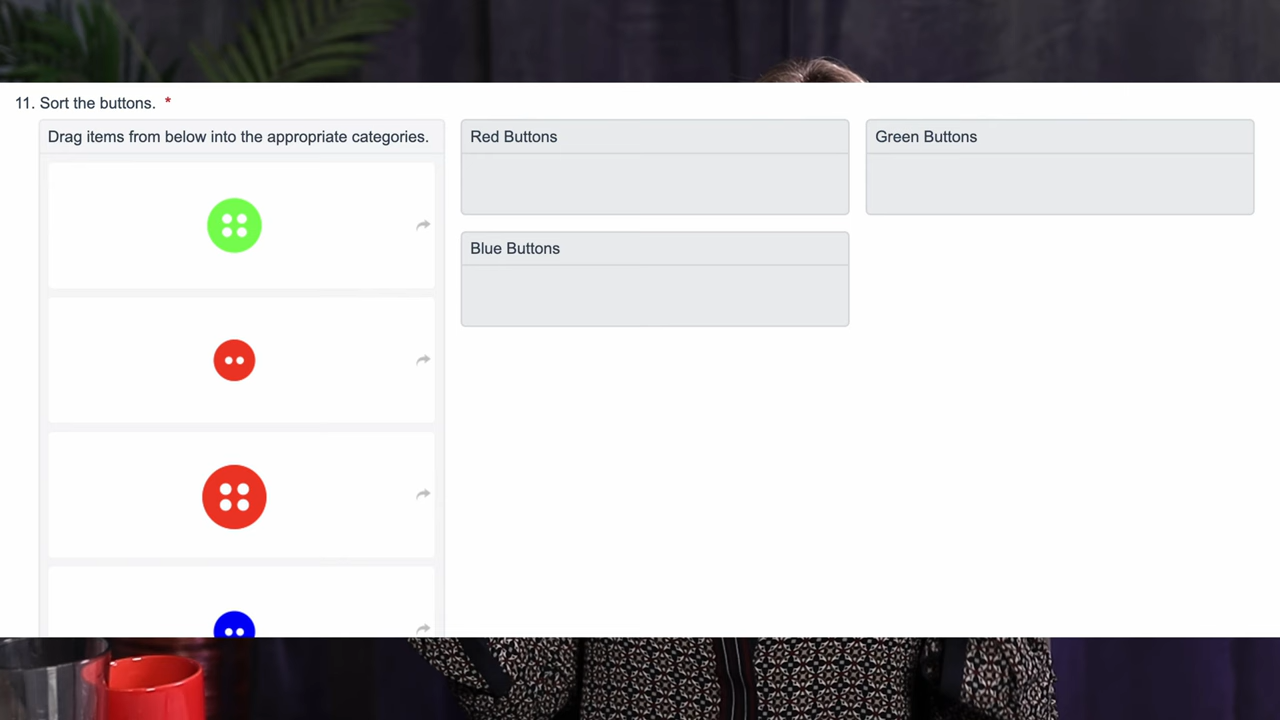 11. Sort the buttons. *
Drag items from below into the appropriate categories.
Red Buttons
Green Buttons
Blue Buttons